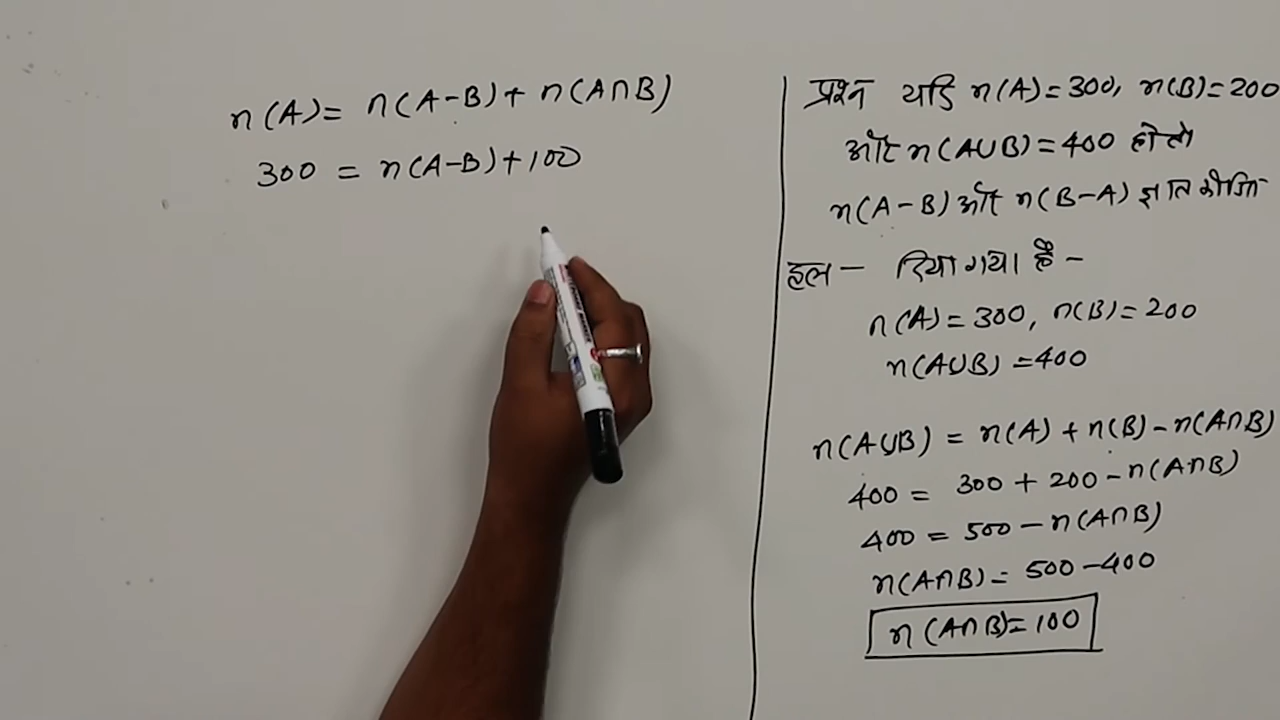 n(A)= n(A-B)+ n(A∩B)
300 = n(A-B)+100
प्रश्न यदि n(A)=300, n(B)=200
और n(A∪B)=400 हो तो
n(A-B) और n(B-A) ज्ञात
हल - दिया गया है -
n(A)=300, n(B)=200
n(A∪B) =400
n(A∪B) = n(A) + n(B)-n(A∩B)
400 = 300 + 200-n(A∩B)
400 = 500 - n(A∩B)
n(A∩B)= 500-400
n (A∩B)= 100